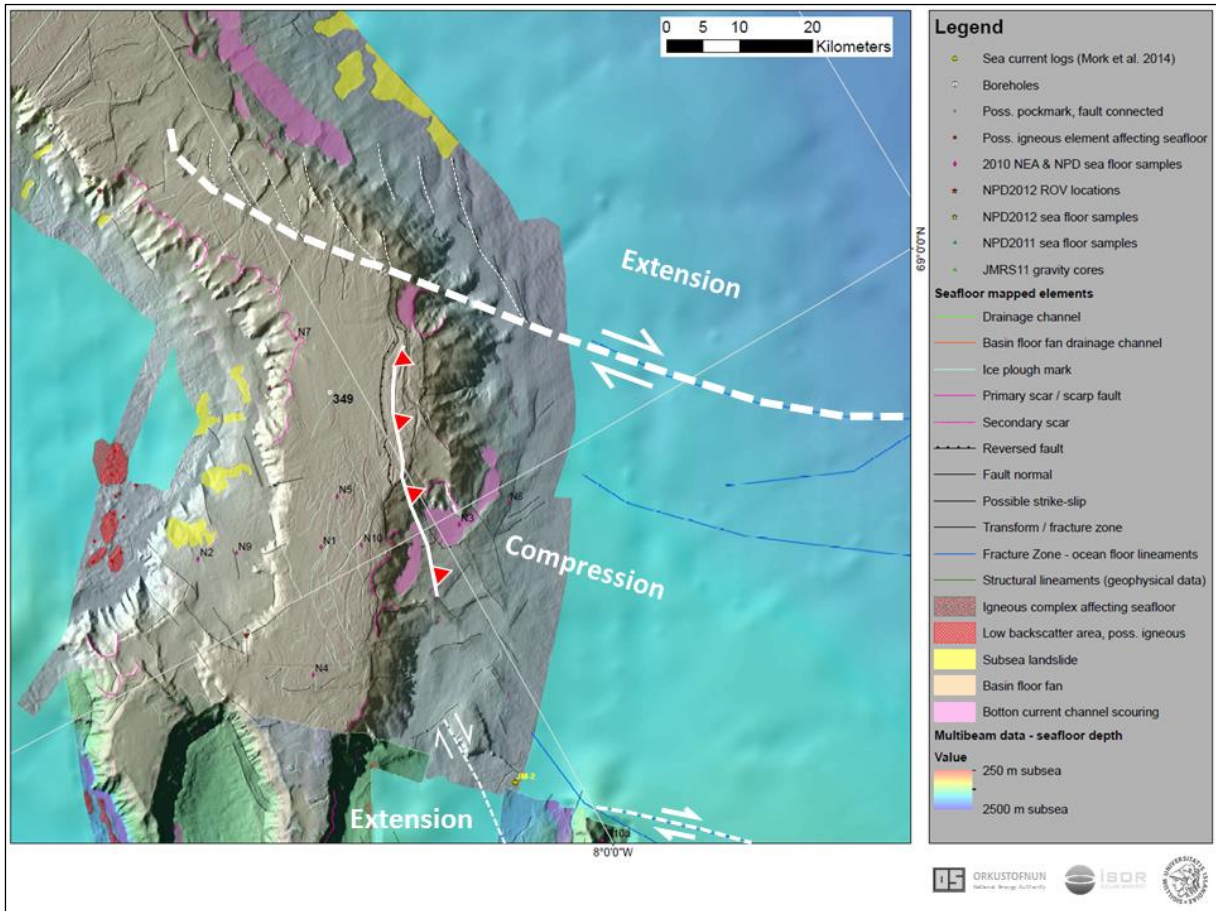 0 5 10 20
Kilometers
Extension
69°0'0"N
N7
349
N5
N3
N6
N1
N10
N2
N9
Compression
N4
JM-2
Extension
110a
8°0'0"W
Legend
Sea current logs (Mork et al. 2014)
Boreholes
Poss. pockmark, fault connected
Poss. igneous element affecting seafloor
2010 NEA & NPD sea floor samples
NPD2012 ROV locations
NPD2012 sea floor samples
NPD2011 sea floor samples
JMRS11 gravity cores
Seafloor mapped elements
Drainage channel
Basin floor fan drainage channel
Ice plough mark
Primary scar / scarp fault
Secondary scar
Reversed fault
Fault normal
Possible strike-slip
Transform / fracture zone
Fracture Zone - ocean floor lineaments
Structural lineaments (geophysical data)
Igneous complex affecting seafloor
Low backscatter area, poss. igneous
Subsea landslide
Basin floor fan
Botton current channel scouring
Multibeam data - seafloor depth
Value
250 m subsea
2500 m subsea
OS
ORKUSTOFNUN
National Energy Authority
ÍSOR